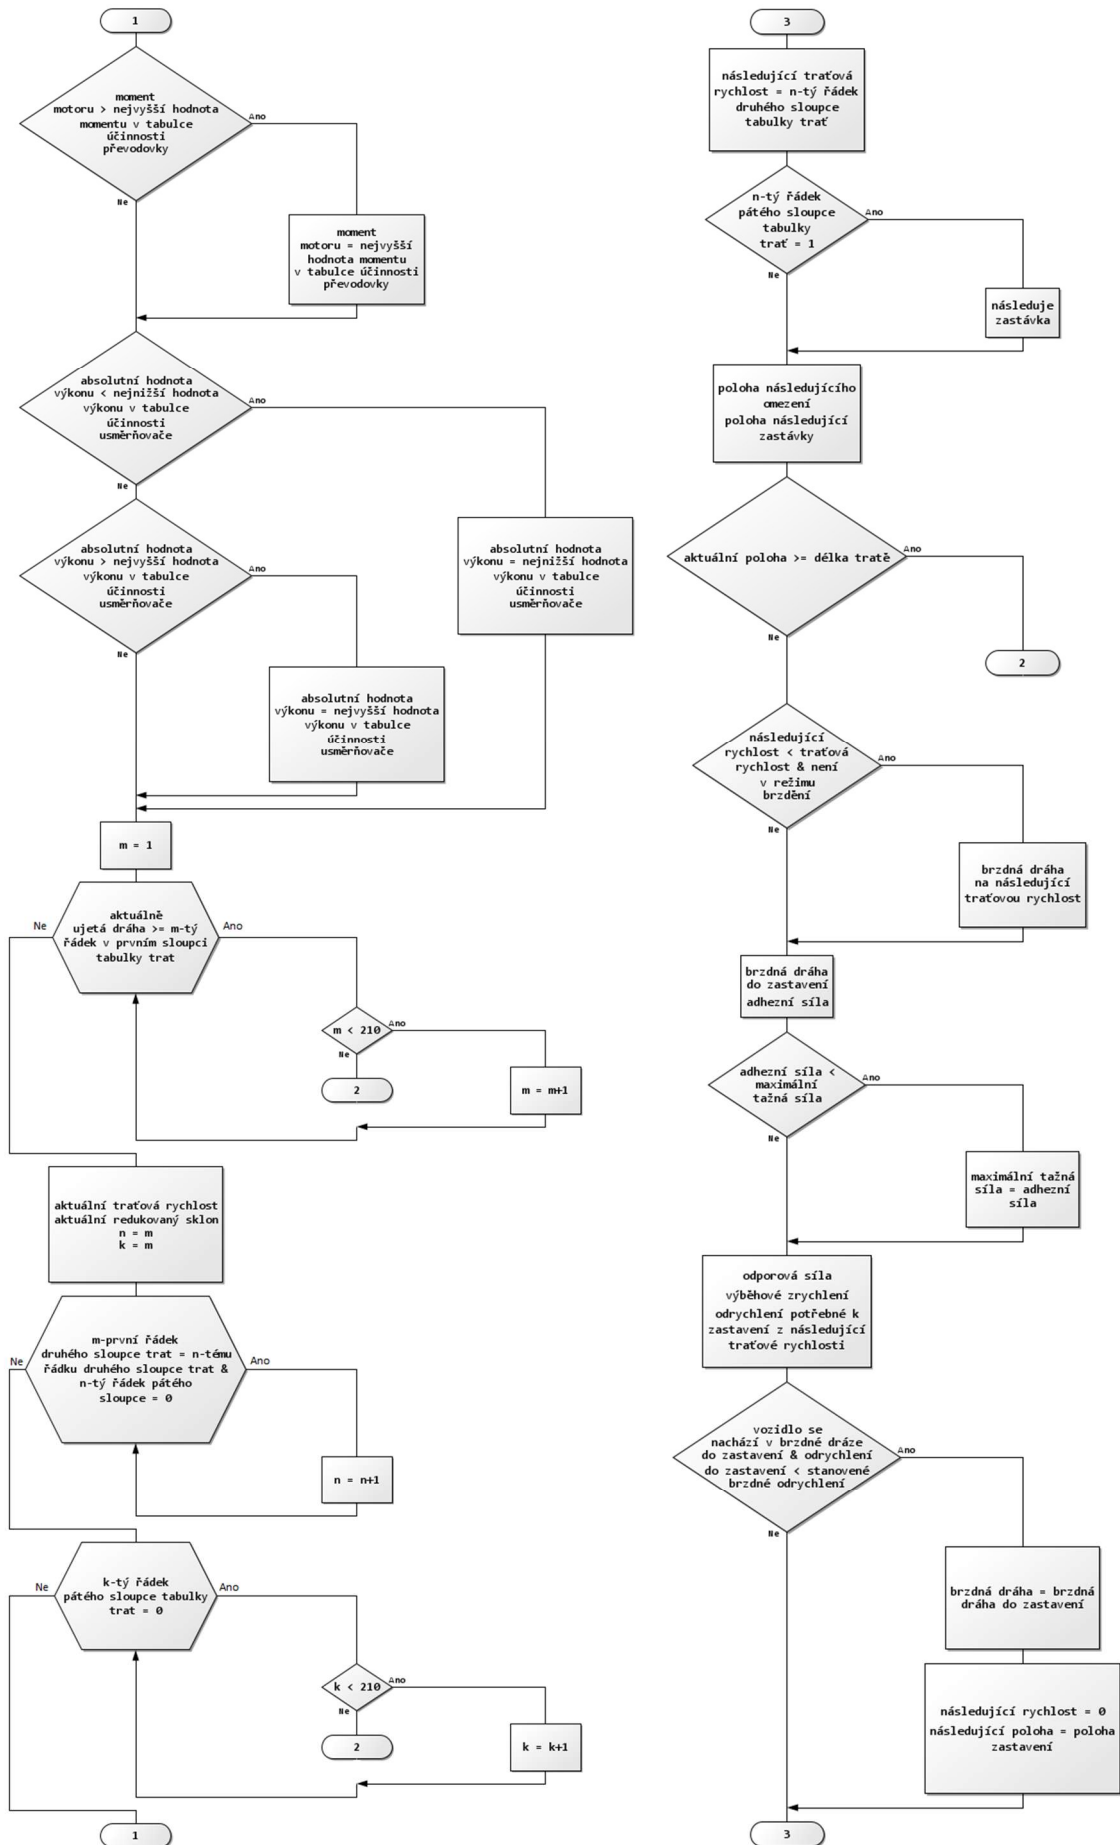 1
moment
motoru > nejvyšší hodnota
momentu v tabulce
účinnosti
převodovky
Ano
Ne
moment
motoru = nejvyšší
hodnota momentu
v tabulce účinnosti
převodovky
absolutní hodnota
výkonu < nejnižší hodnota
výkonu v tabulce
účinnosti
usměrňovače
Ano
Ne
absolutní hodnota
výkonu > nejvyšší hodnota
výkonu v tabulce
účinnosti
usměrňovače
Ano
Ne
absolutní hodnota
výkonu = nejnižší hodnota
výkonu v tabulce
účinnosti
usměrňovače
absolutní hodnota
výkonu = nejvyšší hodnota
výkonu v tabulce
účinnosti
usměrňovače
m = 1
Ne
aktuálně
ujetá dráha >= m-tý
řádek v prvním sloupci
tabulky trat
Ano
m < 210
Ano
Ne
2
m = m+1
aktuální traťová rychlost
aktuální redukovaný sklon
n = m
k = m
Ne
m-první řádek
druhého sloupce trat = n-tému
řádku druhého sloupce trat &
n-tý řádek pátého
sloupce = 0
Ano
n = n+1
Ne
k-tý řádek
pátého sloupce tabulky
trat = 0
Ano
k < 210
Ano
Ne
2
k = k+1
1
3
následující traťová
rychlost = n-tý řádek
druhého sloupce
tabulky trať
n-tý řádek
pátého sloupce
tabulky
trať = 1
Ano
Ne
následuje
zastávka
poloha následujícího
omezení
poloha následující
zastávky
aktuální poloha >= délka tratě
Ano
Ne
2
následující
rychlost < traťová
rychlost & není
v režimu
brzdění
Ano
Ne
brzdná dráha
na následující
traťovou rychlost
brzdná dráha
do zastavení
adhezní síla
adhezní síla <
maximální
tažná síla
Ano
Ne
maximální tažná
síla = adhezní
síla
odporová síla
výběhové zrychlení
odrychlení potřebné k
zastavení z následující
traťové rychlosti
vozidlo se
nachází v brzdné dráze
do zastavení & odrychlení
do zastavení < stanovené
brzdné odrychlení
Ano
Ne
brzdná dráha = brzdná
dráha do zastavení
následující rychlost = 0
následující poloha = poloha
zastavení
3